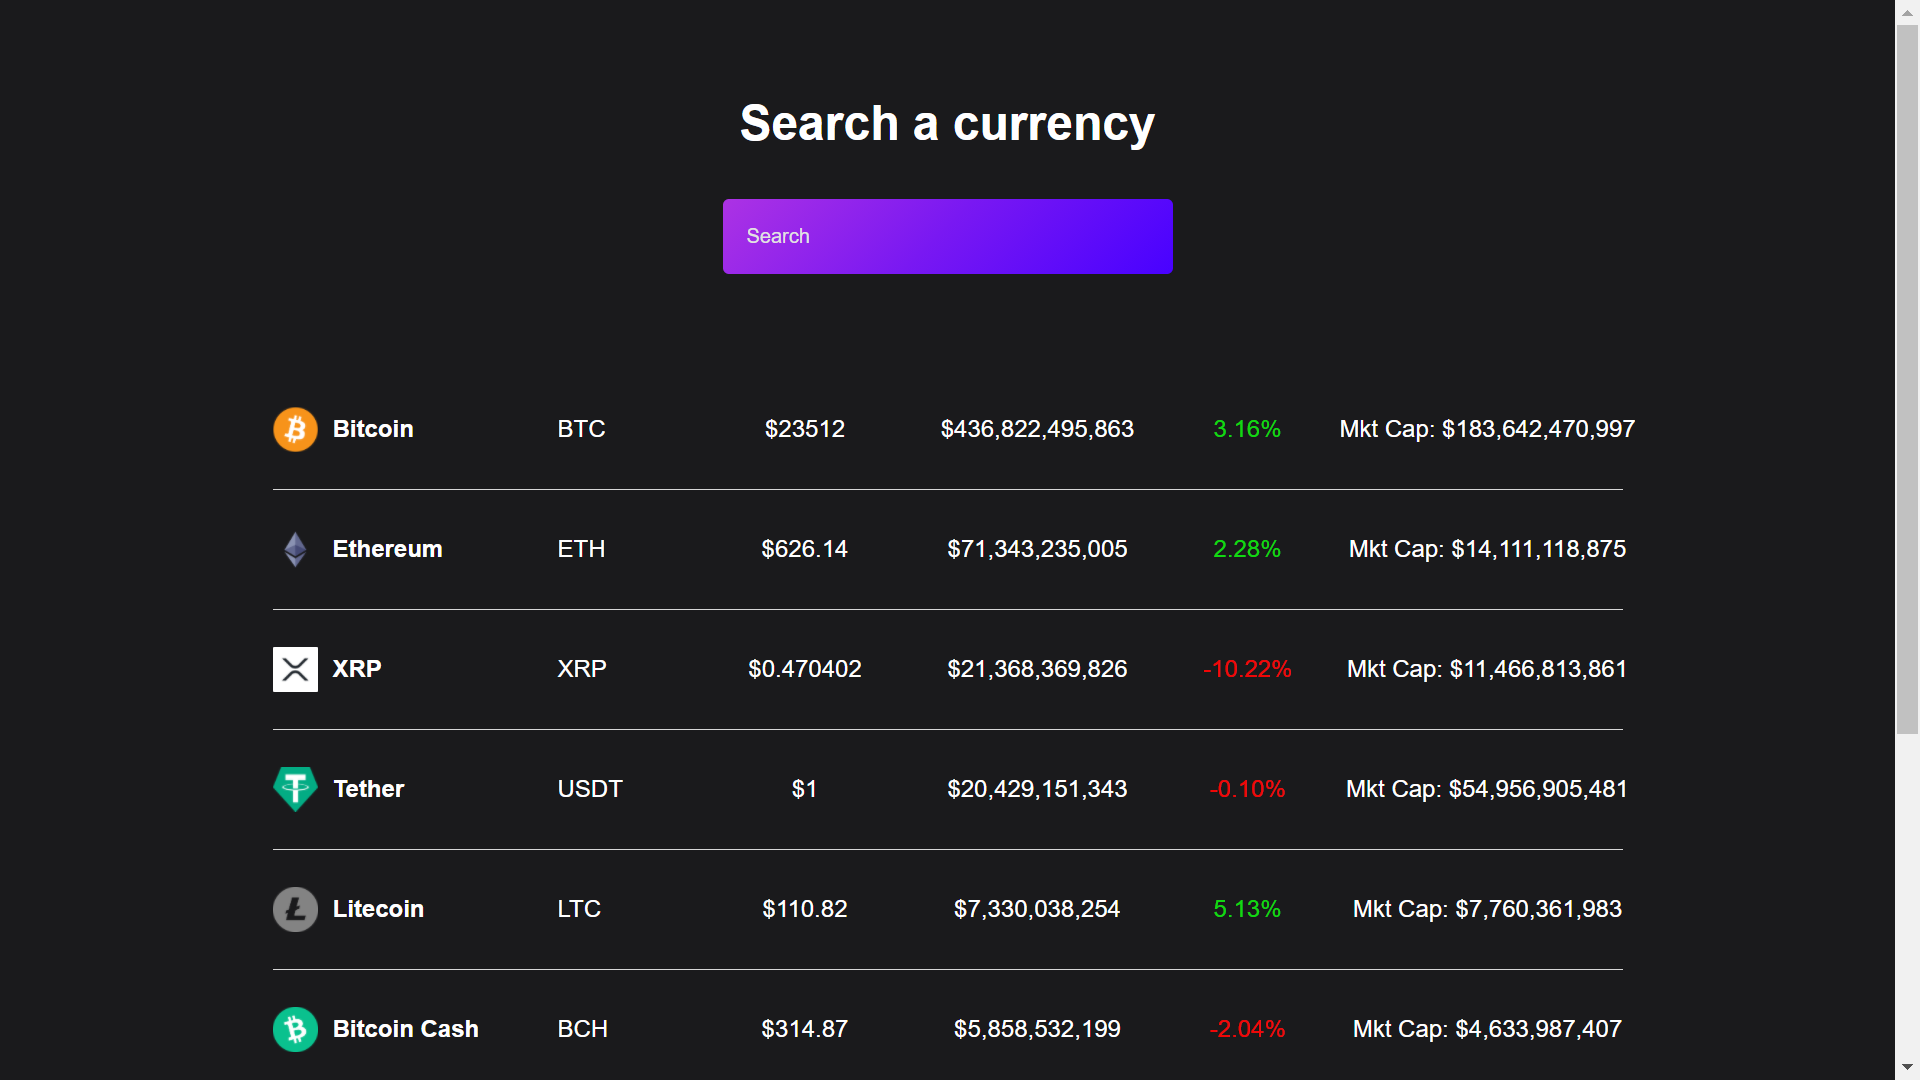 Search a currency
Search
Bitcoin BTC $23512 $436,822,495,863 3.16% Mkt Cap: $183,642,470,997
Ethereum ETH $626.14 $71,343,235,005 2.28% Mkt Cap: $14,111,118,875
XRP XRP $0.470402 $21,368,369,826 -10.22% Mkt Cap: $11,466,813,861
Tether USDT $1 $20,429,151,343 -0.10% Mkt Cap: $54,956,905,481
Litecoin LTC $110.82 $7,330,038,254 5.13% Mkt Cap: $7,760,361,983
Bitcoin Cash BCH $314.87 $5,858,532,199 -2.04% Mkt Cap: $4,633,987,407